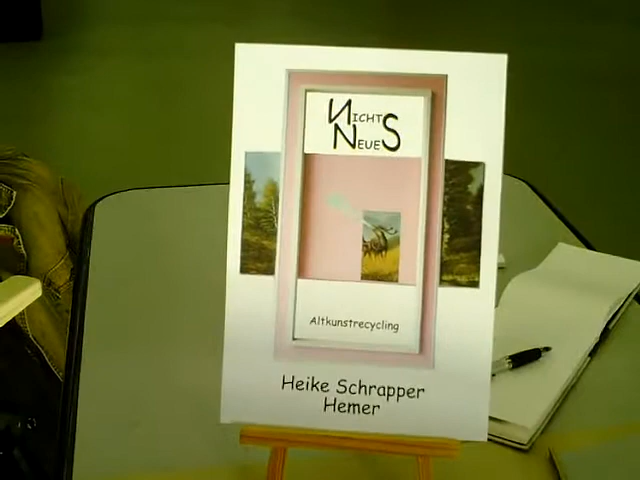 NICHTS
NEUES
Altkunstrecycling
Heike Schrapper
Hemer